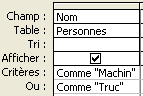 Champ : Nom
Table : Personnes
Tri :
Afficher :
Critères : Comme "Machin"
Ou : Comme "Truc"